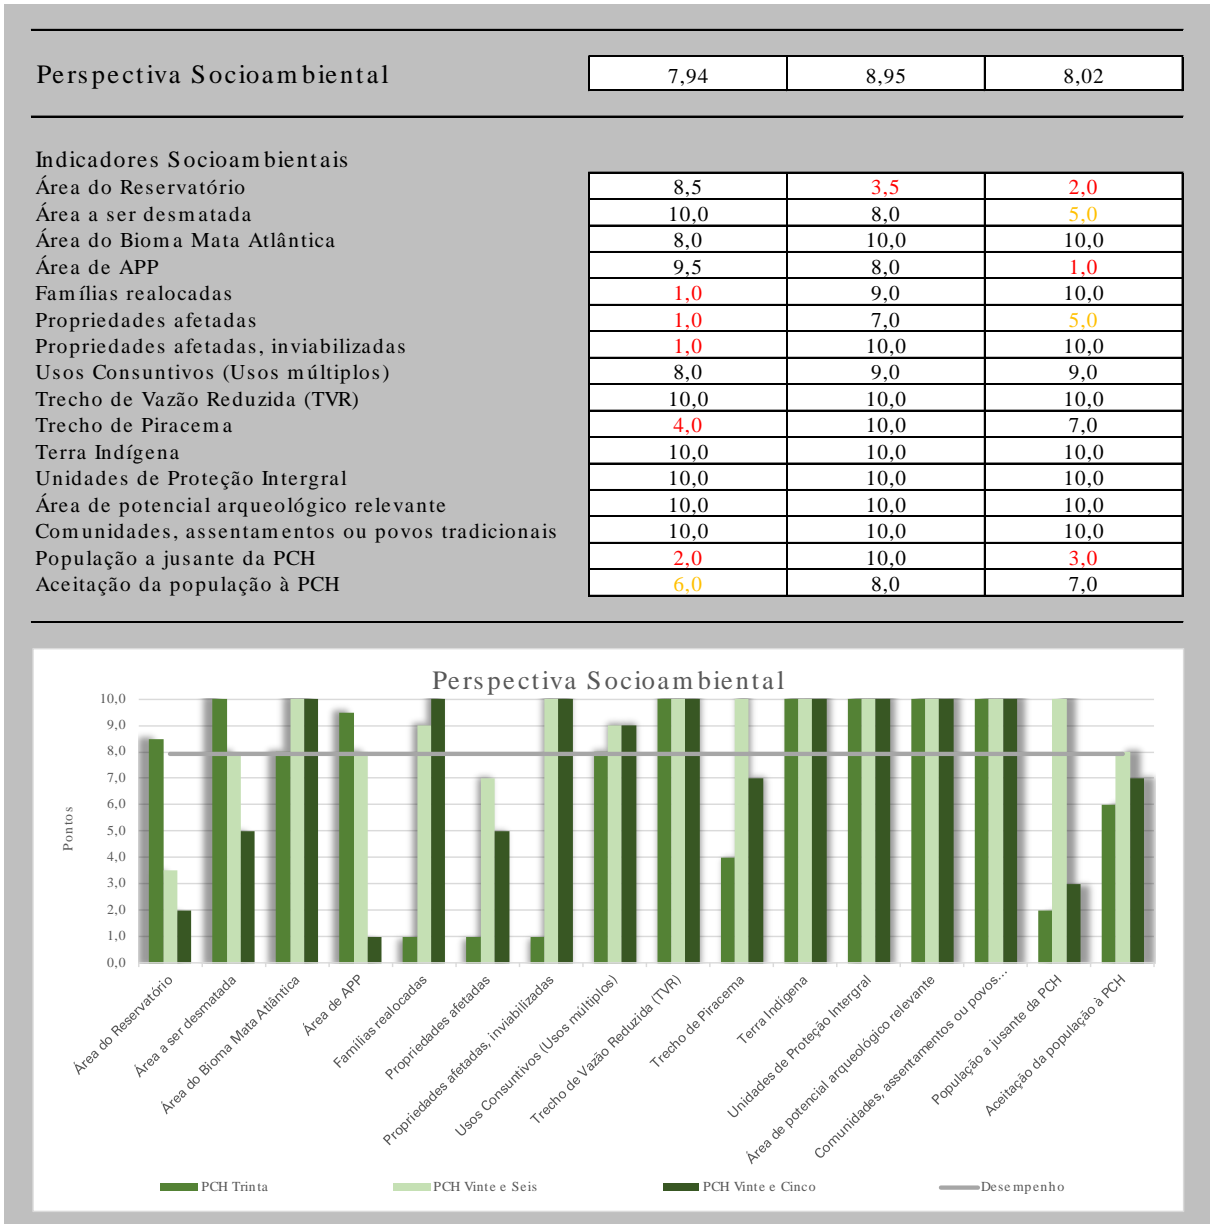 Perspectiva Socioambiental 7,94 8,95 8,02
Indicadores Socioambientais
Área do Reservatório 8,5 3,5 2,0
Área a ser desmatada 10,0 8,0 5,0
Área do Bioma Mata Atlântica 8,0 10,0 10,0
Área de APP 9,5 8,0 1,0
Famílias realocadas 1,0 9,0 10,0
Propriedades afetadas 1,0 7,0 5,0
Propriedades afetadas, inviabilizadas 1,0 10,0 10,0
Usos Consuntivos (Usos múltiplos) 8,0 9,0 9,0
Trecho de Vazão Reduzida (TVR) 10,0 10,0 10,0
Trecho de Piracema 4,0 10,0 7,0
Terra Indígena 10,0 10,0 10,0
Unidades de Proteção Intergral 10,0 10,0 10,0
Área de potencial arqueológico relevante 10,0 10,0 10,0
Comunidades, assentamentos ou povos tradicionais 10,0 10,0 10,0
População a jusante da PCH 2,0 10,0 3,0
Aceitação da população à PCH 6,0 8,0 7,0
Perspectiva Socioambiental
10,0
9,0
8,0
7,0
6,0
5,0
4,0
3,0
2,0
1,0
0,0
Pontos
Área do Reservatório
Área a ser desmatada
Área do Bioma Mata Atlântica
Área de APP
Famílias realocadas
Propriedades afetadas
Propriedades afetadas, inviabilizadas
Usos Consuntivos (Usos múltiplos)
Trecho de Vazão Reduzida (TVR)
Trecho de Piracema
Terra Indígena
Unidades de Proteção Intergral
Área de potencial arqueológico relevante
Comunidades, assentamentos ou povos...
População a jusante da PCH
Aceitação da população à PCH
PCH Trinta PCH Vinte e Seis PCH Vinte e Cinco Desempenho